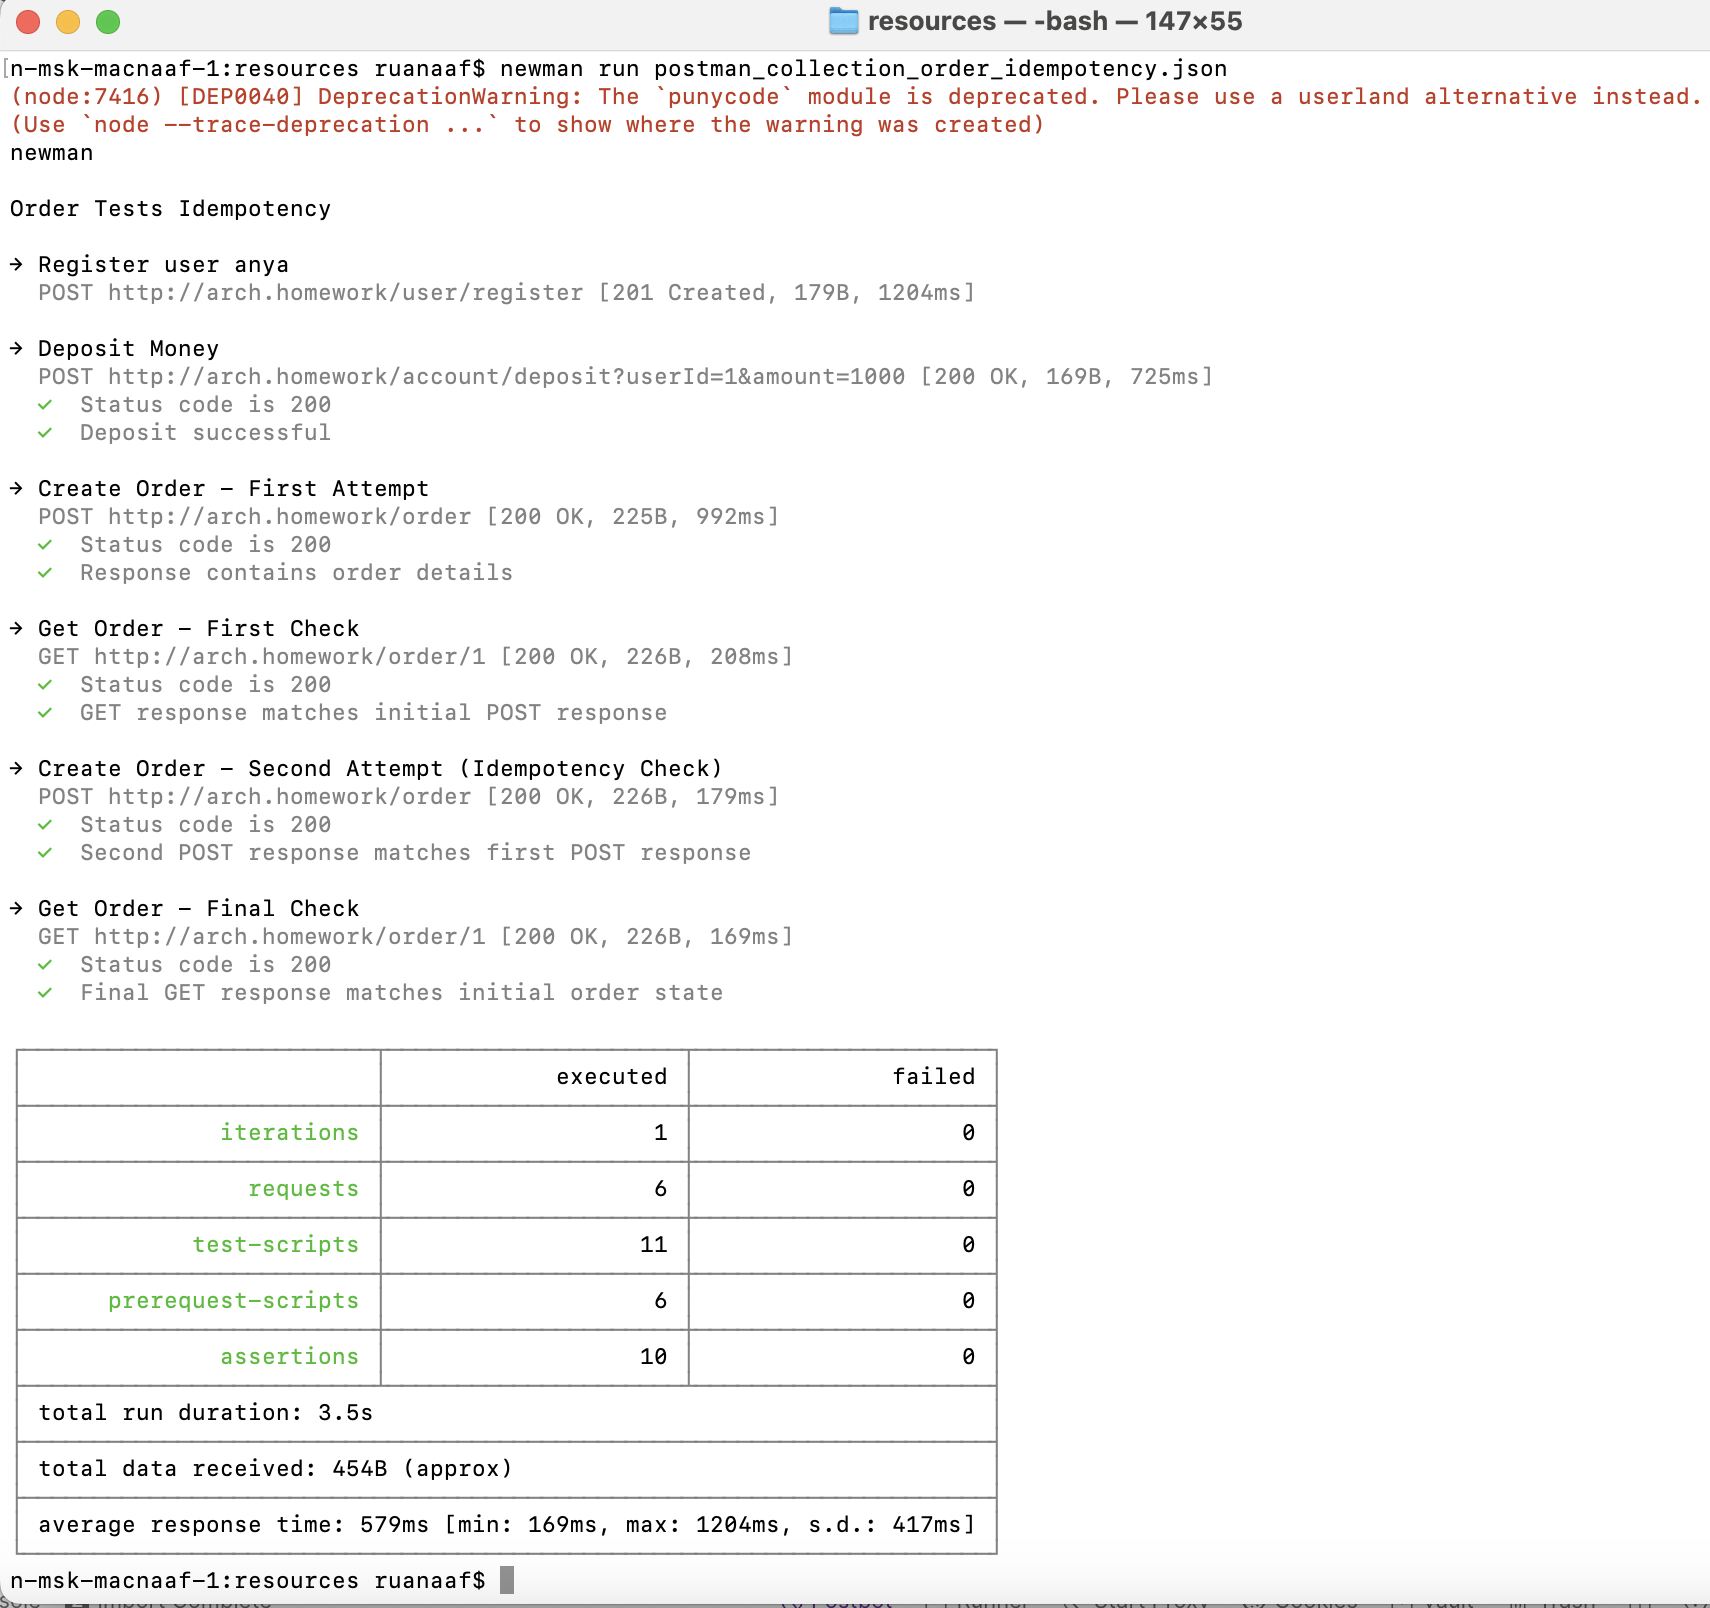 resources — -bash — 147×55
n-msk-macnaaf-1:resources ruanaaf$ newman run postman_collection_order_idempotency.json
(node:7416) [DEP0040] DeprecationWarning: The `punycode` module is deprecated. Please use a userland alternative instead.
(Use `node --trace-deprecation ...` to show where the warning was created)
newman
Order Tests Idempotency
→ Register user anya
POST http://arch.homework/user/register [201 Created, 179B, 1204ms]
→ Deposit Money
POST http://arch.homework/account/deposit?userId=1&amount=1000 [200 OK, 169B, 725ms]
✓ Status code is 200
✓ Deposit successful
→ Create Order – First Attempt
POST http://arch.homework/order [200 OK, 225B, 992ms]
✓ Status code is 200
✓ Response contains order details
→ Get Order – First Check
GET http://arch.homework/order/1 [200 OK, 226B, 208ms]
✓ Status code is 200
✓ GET response matches initial POST response
→ Create Order – Second Attempt (Idempotency Check)
POST http://arch.homework/order [200 OK, 226B, 179ms]
✓ Status code is 200
✓ Second POST response matches first POST response
→ Get Order – Final Check
GET http://arch.homework/order/1 [200 OK, 226B, 169ms]
✓ Status code is 200
✓ Final GET response matches initial order state
executed failed
iterations 1 0
requests 6 0
test-scripts 11 0
prerequest-scripts 6 0
assertions 10 0
total run duration: 3.5s
total data received: 454B (approx)
average response time: 579ms [min: 169ms, max: 1204ms, s.d.: 417ms]
n-msk-macnaaf-1:resources ruanaaf$